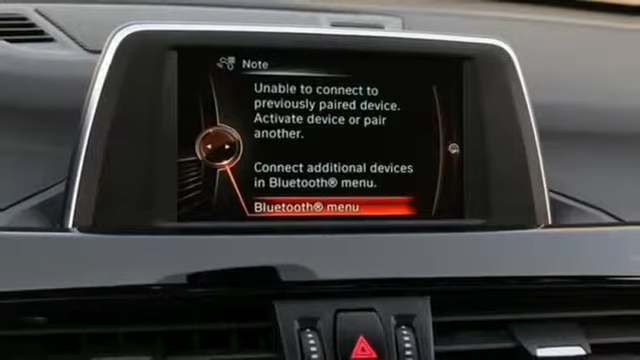 Note
Unable to connect to
previously paired device.
Activate device or pair
another.
Connect additional devices
in Bluetooth® menu.
Bluetooth® menu